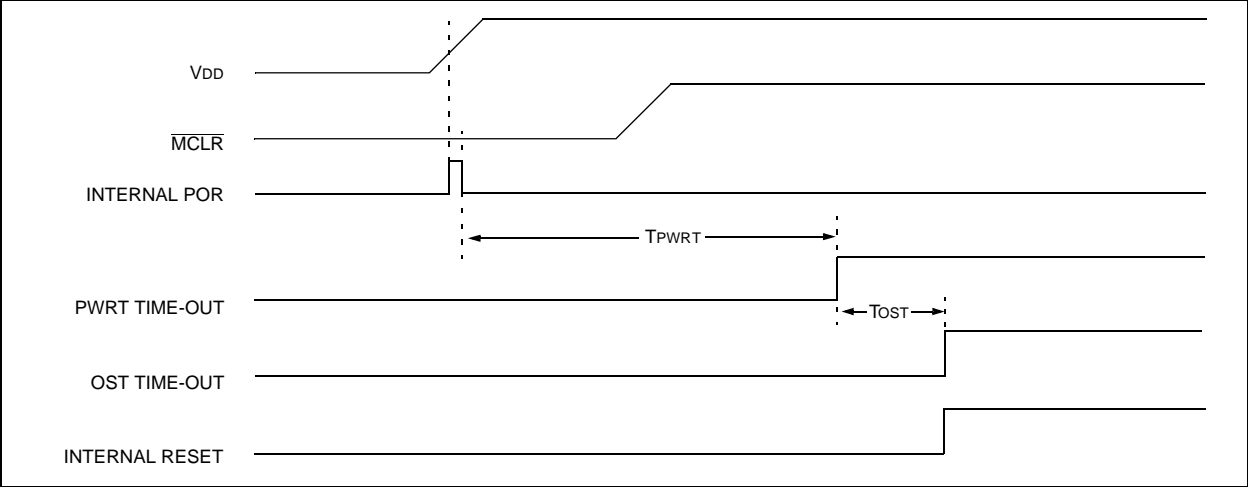 VDD
MCLR
INTERNAL POR
TPWRT
PWRT TIME-OUT
TOST
OST TIME-OUT
INTERNAL RESET